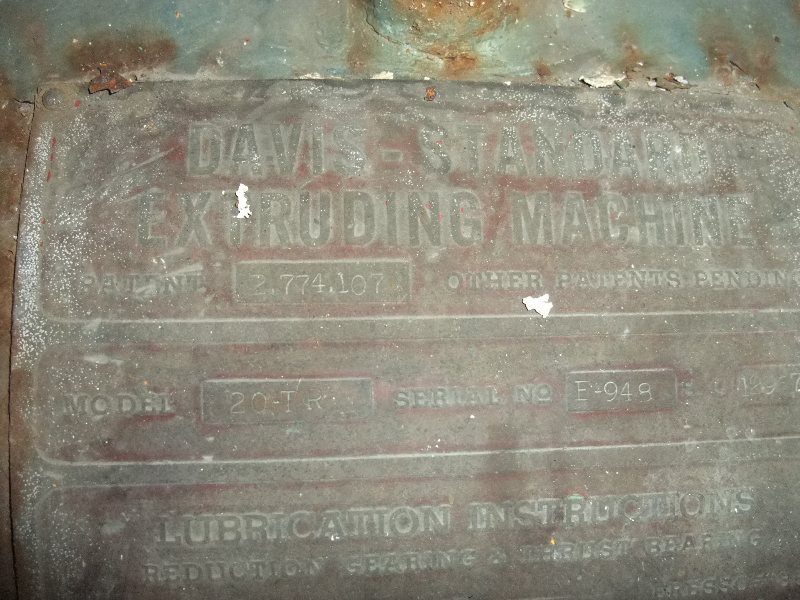 DAVIS-STANDARD
EXTRUDING MACHINE
PATENT 2,774,107 OTHER PATENTS PENDING
MODEL 20-TR SERIAL NO E-948
LUBRICATION INSTRUCTIONS
REDUCTION GEARING & THRUST BEARING